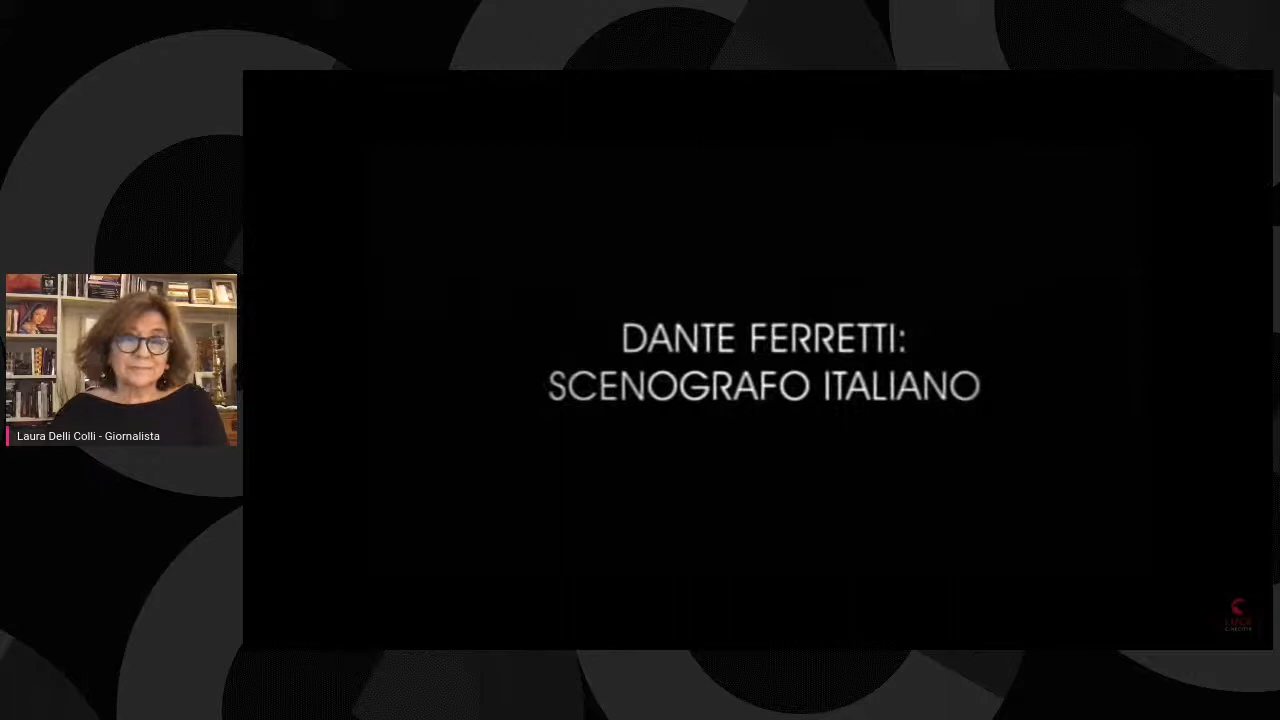 DANTE FERRETTI:
SCENOGRAFO ITALIANO
Laura Delli Colli - Giornalista